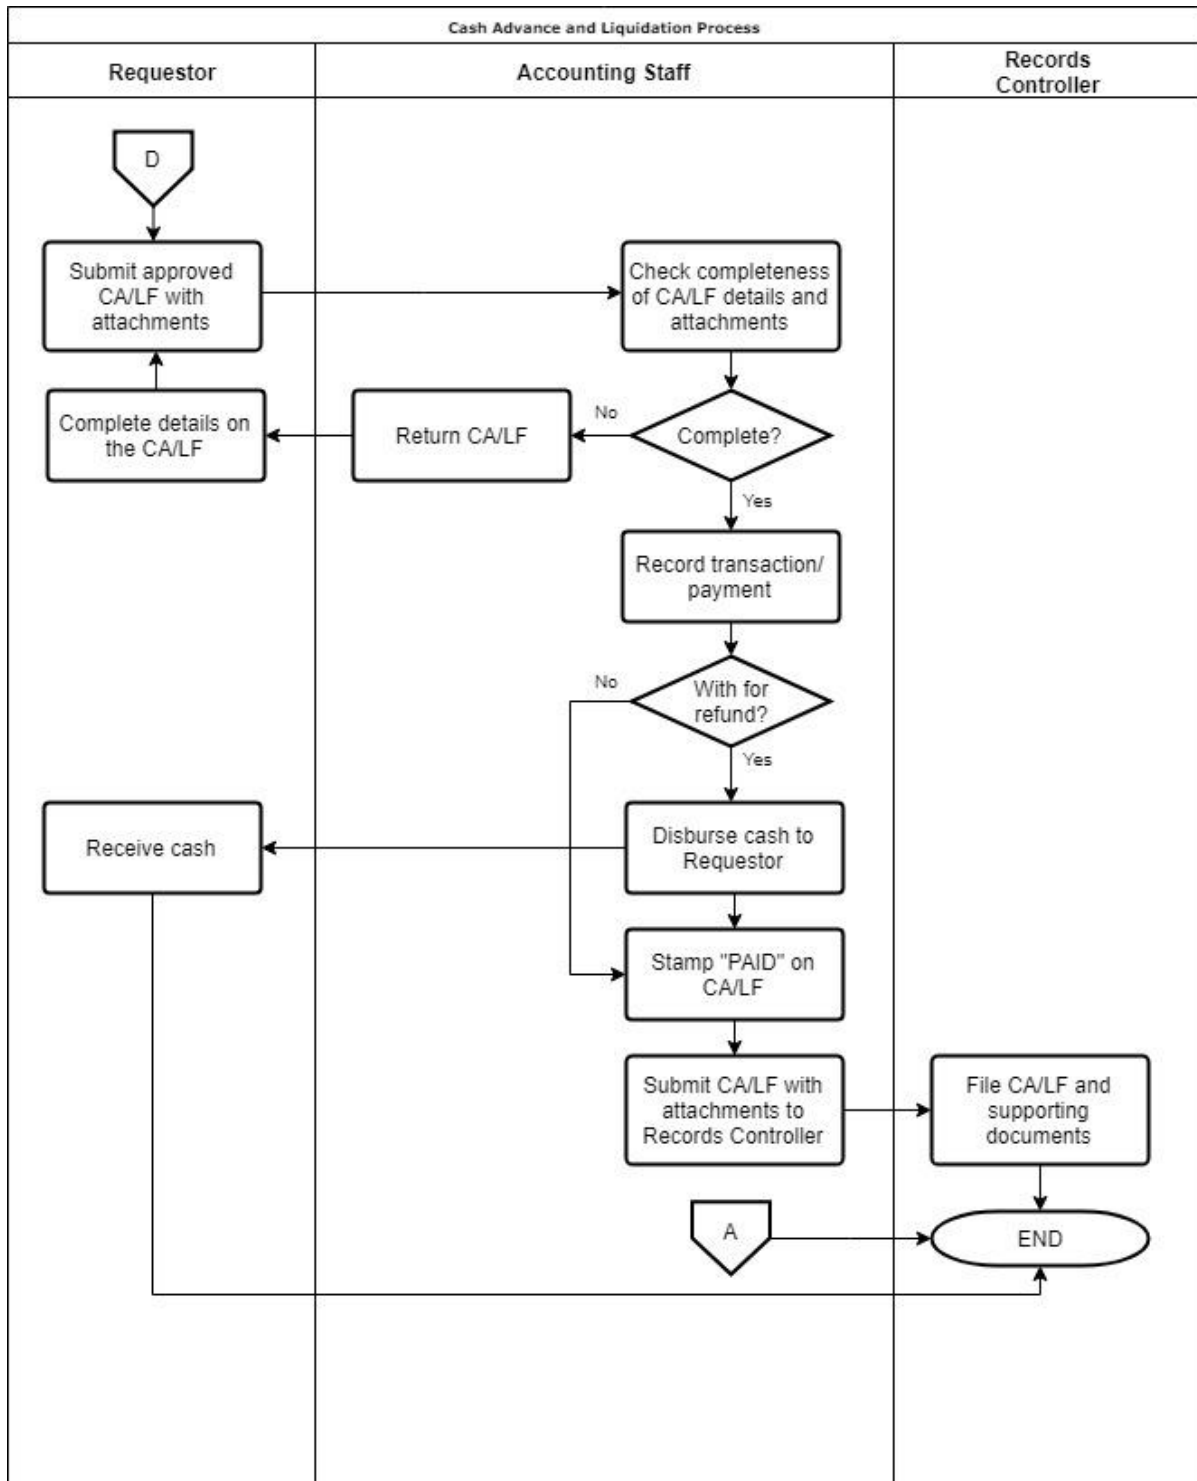 Cash Advance and Liquidation Process
Requestor
Accounting Staff
Records
Controller
D
Submit approved
CA/LF with
attachments
Check completeness
of CA/LF details and
attachments
Complete details on
the CA/LF
Return CA/LF
No
Complete?
Yes
Record transaction/
payment
No
With for
refund?
Yes
Receive cash
Disburse cash to
Requestor
Stamp "PAID" on
CA/LF
Submit CA/LF with
attachments to
Records Controller
File CA/LF and
supporting
documents
A
END